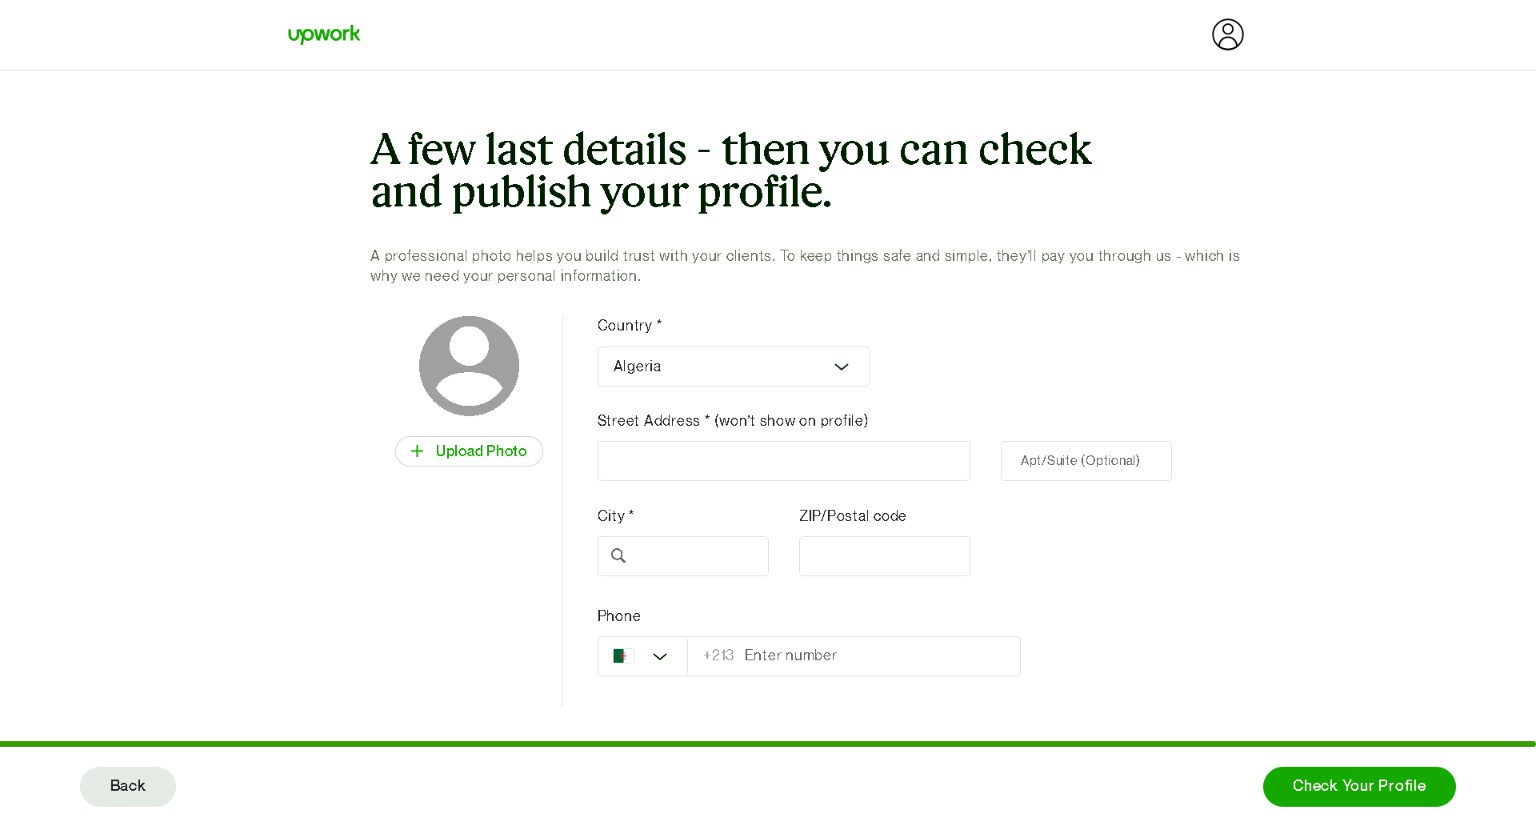 upwork
A few last details - then you can check
and publish your profile.
A professional photo helps you build trust with your clients. To keep things safe and simple, they'll pay you through us - which is
why we need your personal information.
Country *
Algeria
Upload Photo
Street Address * (won't show on profile)
Apt/Suite (Optional)
City *
ZIP/Postal code
Phone
+213 Enter number
Back
Check Your Profile